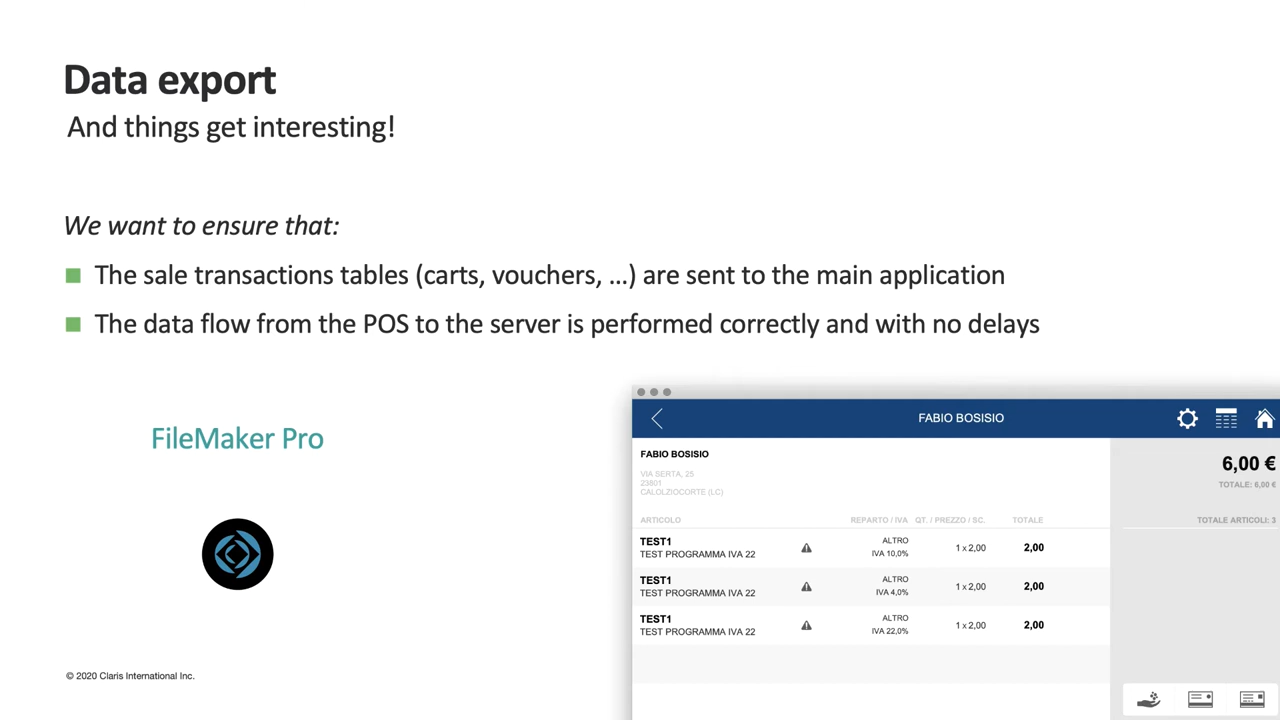 Data export
And things get interesting!
We want to ensure that:
The sale transactions tables (carts, vouchers, ...) are sent to the main application
The data flow from the POS to the server is performed correctly and with no delays
FileMaker Pro
© 2020 Claris International Inc.
FABIO BOSISIO
FABIO BOSISIO
VIA SERTA, 25
23801
CALOLZIOCORTE (LC)
6,00 €
TOTALE: 6,00 €
ARTICOLO REPARTO / IVA QT. / PREZZO / SC. TOTALE
TOTALE ARTICOLI: 3
TEST1
TEST PROGRAMMA IVA 22
ALTRO
IVA 10,0%
1 x 2,00
2,00
TEST1
TEST PROGRAMMA IVA 22
ALTRO
IVA 4,0%
1 x 2,00
2,00
TEST1
TEST PROGRAMMA IVA 22
ALTRO
IVA 22,0%
1 x 2,00
2,00